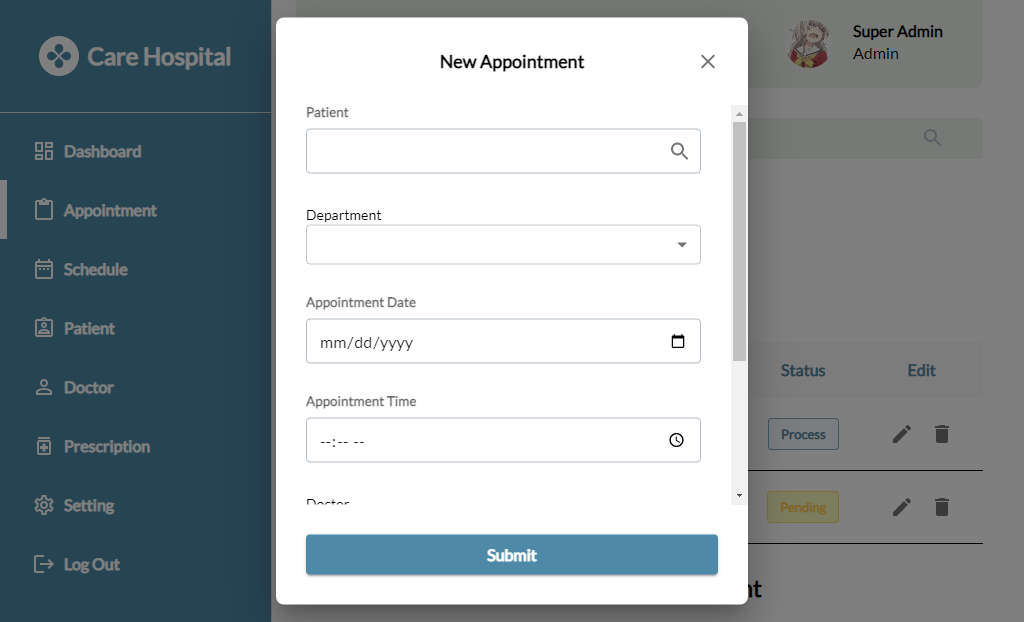 Care Hospital
Dashboard
Appointment
Schedule
Patient
Doctor
Prescription
Setting
Log Out
Super Admin
Admin
New Appointment
Patient
Department
Appointment Date
mm/dd/yyyy
Appointment Time
--:-- --
Doctor
Submit
Status Edit
Process
Pending